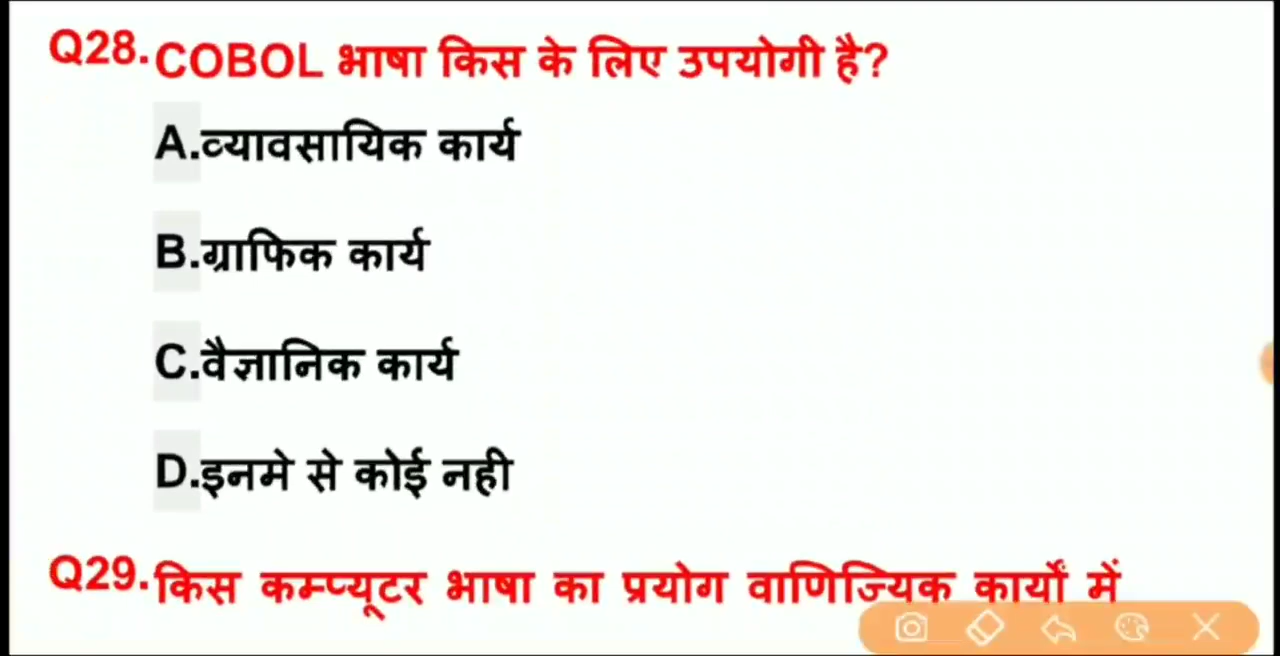 Q28.COBOL भाषा किस के लिए उपयोगी है?
A.व्यावसायिक कार्य
B.ग्राफिक कार्य
C.वैज्ञानिक कार्य
D.इनमे से कोई नही
Q29.किस कम्प्यूटर भाषा का प्रयोग वाणिज्यिक कार्यों में